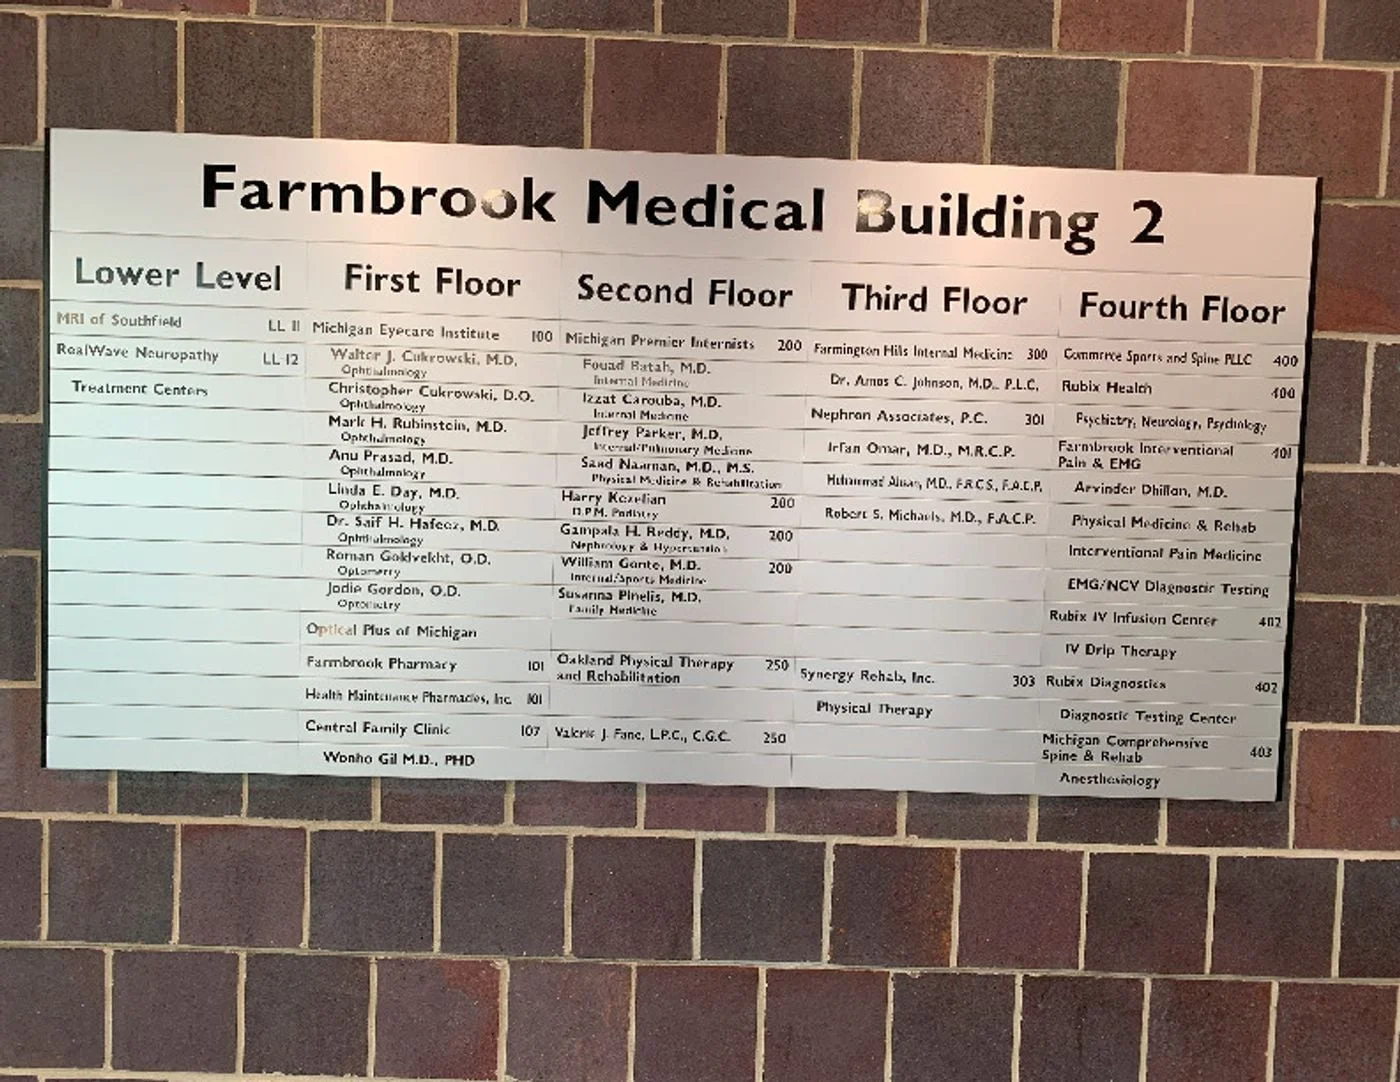 Farmbrook Medical Building 2
Lower Level
MRI of Southfield LL 11
RealWave Neuropathy LL 12
Treatment Centers
First Floor
Michigan Eyecare Institute 100
Walter J. Cukrowski, M.D.
Ophthalmology
Christopher Cukrowski, D.O.
Ophthalmology
Mark H. Rubinstein, M.D.
Ophthalmology
Anu Prasad, M.D.
Ophthalmology
Linda E. Day, M.D.
Ophthalmology
Dr. Saif H. Hafeez, M.D.
Ophthalmology
Roman Goldvekht, O.D.
Optometry
Jodie Gordon, O.D.
Optometry
Optical Plus of Michigan
Farmbrook Pharmacy 101
Health Maintenance Pharmacies, Inc. 101
Central Family Clinic 107
Wonho Gil M.D., PHD
Second Floor
Michigan Premier Internists 200
Fouad Batah, M.D.
Internal Medicine
Izzat Carouba, M.D.
Internal Medicine
Jeffrey Parker, M.D.
Internal/Pulmonary Medicine
Saad Naaman, M.D., M.S.
Physical Medicine & Rehabilitation
Harry Kezelian 200
D.P.M. Podiatry
Gampala H. Reddy, M.D. 200
Nephrology & Hypertension
William Gonte, M.D. 200
Internal/Sports Medicine
Susanna Pinelis, M.D.
Family Medicine
Oakland Physical Therapy 250
and Rehabilitation
Valerie J. Fane, L.P.C., C.G.C. 250
Third Floor
Farmington Hills Internal Medicine 300
Dr. Amos C. Johnson, M.D., P.L.C.
Nephron Associates, P.C. 301
Irfan Omar, M.D., M.R.C.P.
M.D., F.R.C.S., F.A.C.P.
Robert S. Michaels, M.D., F.A.C.P.
Synergy Rehab, Inc. 303
Physical Therapy
Fourth Floor
Commerce Sports and Spine PLLC 400
Rubix Health 400
Psychiatry, Neurology, Psychology
Farmbrook Interventional 401
Pain & EMG
Arvinder Dhillon, M.D.
Physical Medicine & Rehab
Interventional Pain Medicine
EMG/NCV Diagnostic Testing
Rubix IV Infusion Center 402
IV Drip Therapy
Rubix Diagnostics 402
Diagnostic Testing Center
Michigan Comprehensive 403
Spine & Rehab
Anesthesiology